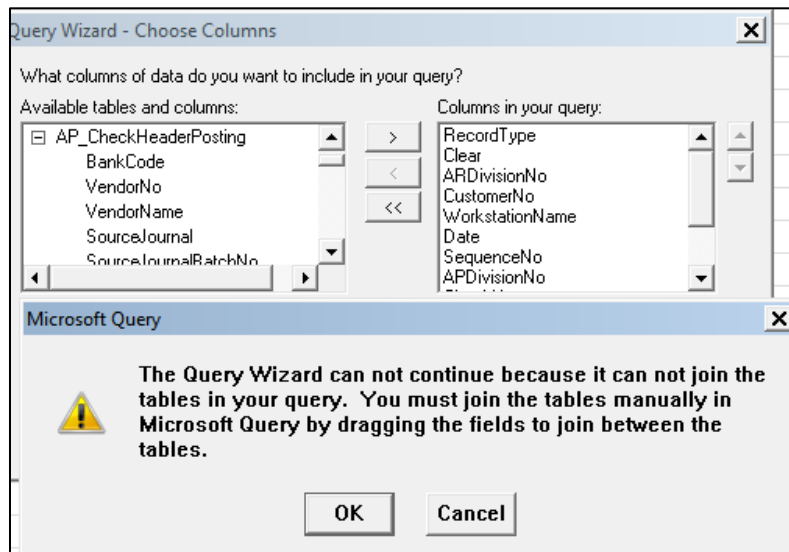 Query Wizard - Choose Columns
What columns of data do you want to include in your query?
Available tables and columns:
AP_CheckHeaderPosting
BankCode
VendorNo
VendorName
SourceJournal
SourceJournalBatchNo
>
<
<<
Columns in your query:
RecordType
Clear
ARDivisionNo
CustomerNo
WorkstationName
Date
SequenceNo
APDivisionNo
Microsoft Query
The Query Wizard can not continue because it can not join the
tables in your query. You must join the tables manually in
Microsoft Query by dragging the fields to join between the
tables.
OK
Cancel